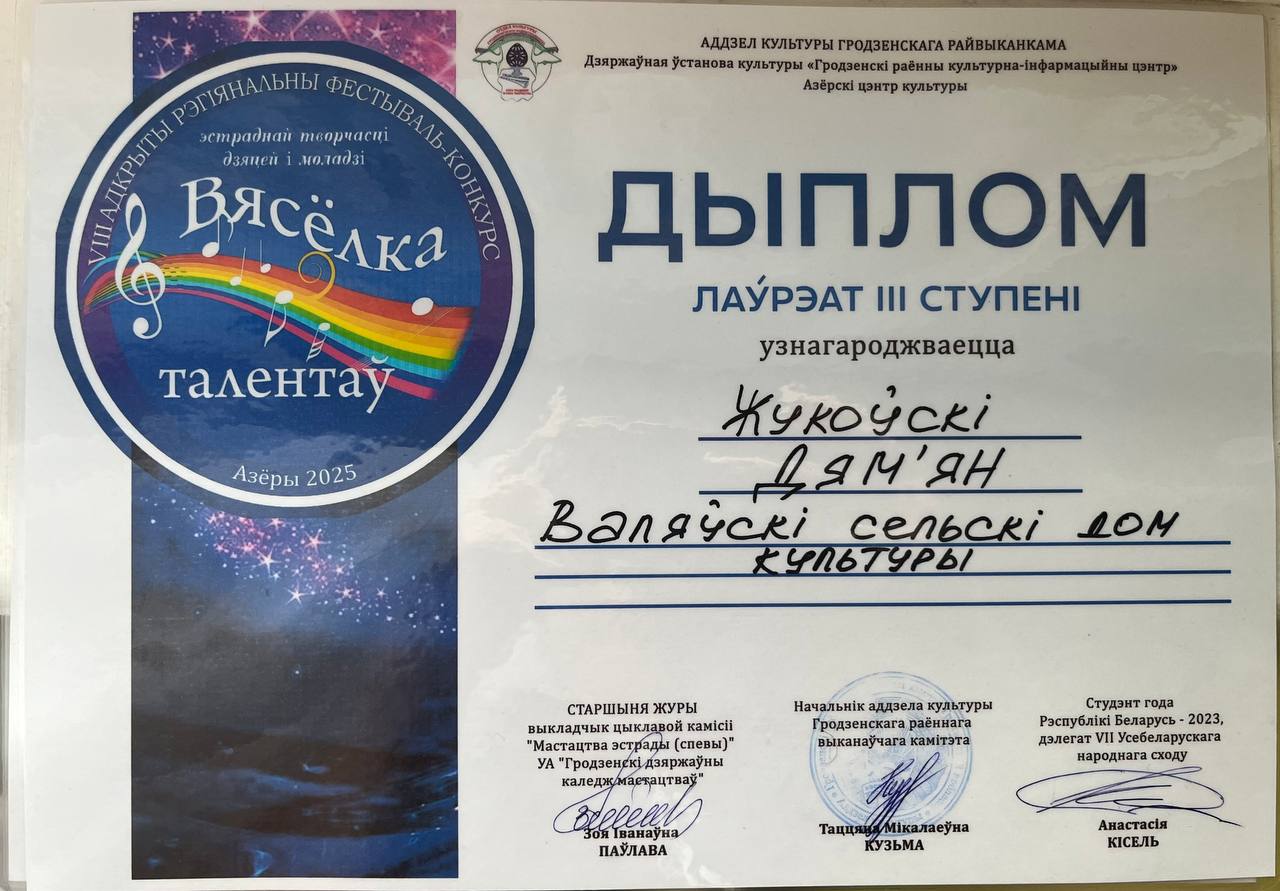 VIII АДКРЫТЫ РЭГІЯНАЛЬНЫ ФЕСТЫВАЛЬ-КОНКУРС
эстраднай творчасці
дзяцей і моладзі
Вясёлка
талентаў
Азёры 2025
АДДЗЕЛ КУЛЬТУРЫ ГРОДЗЕНСКАГА РАЙВЫКАНКАМА
Дзяржаўная ўстанова культуры «Гродзенскі раённы культурна-інфармацыйны цэнтр»
Азёрскі цэнтр культуры
ДЫПЛОМ
ЛАЎРЭАТ III СТУПЕНІ
узнагароджваецца
Жукоўскі
Дям'ян
Валяўскі сельскі дом
культуры
СТАРШЫНЯ ЖУРЫ
выкладчык цыклавой камісіі
"Мастацтва эстрады (спевы)"
УА "Гродзенскі дзяржаўны
каледж мастацтваў"
Зоя Іванаўна
ПАЎЛАВА
Начальнік аддзела культуры
Гродзенскага раённага
выканаўчага камітэта
Таццяна Мікалаеўна
КУЗЬМА
Студэнт года
Рэспублікі Беларусь - 2023,
дэлегат VII Усебеларускага
народнага сходу
Анастасія
КІСЕЛЬ